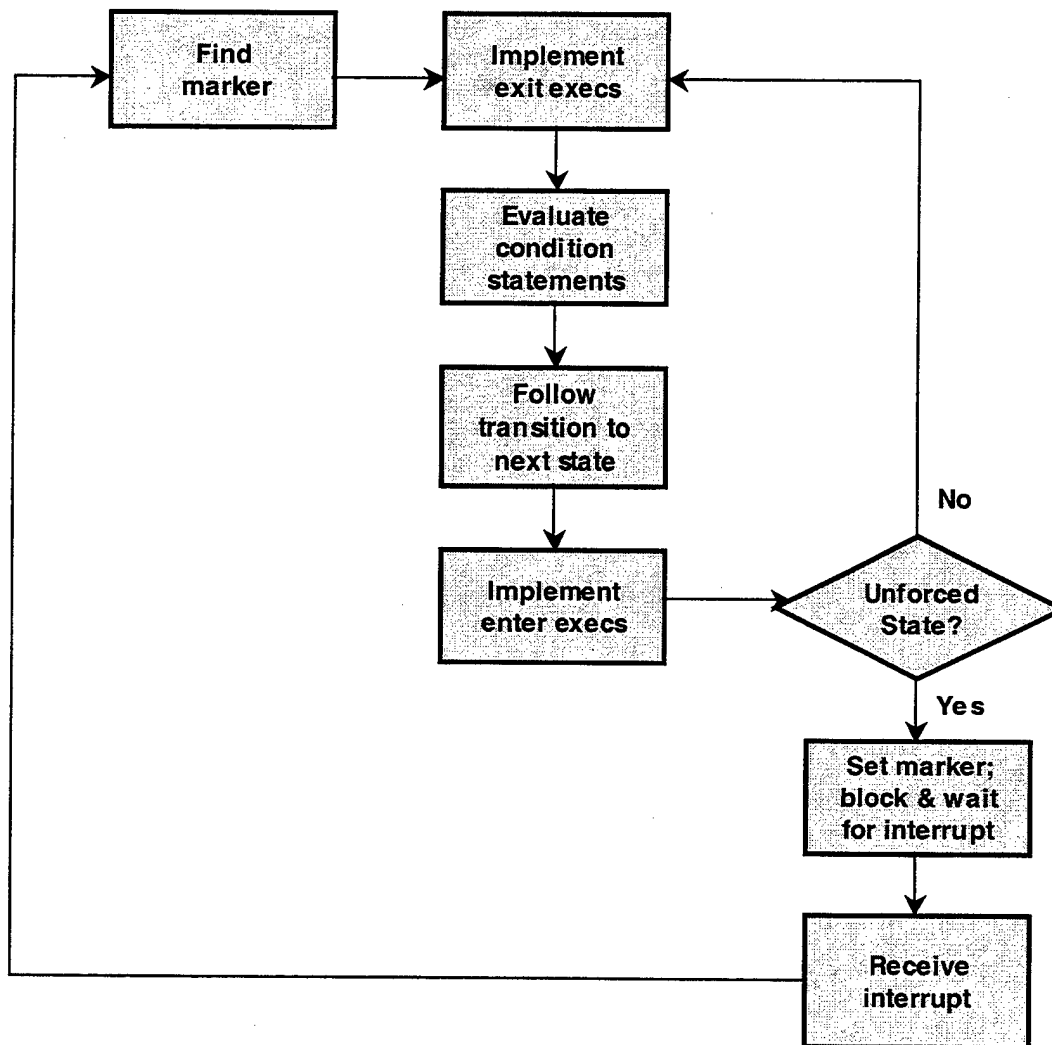 Find
marker
Implement
exit execs
Evaluate
condition
statements
Follow
transition to
next state
Implement
enter execs
No
Unforced
State?
Yes
Set marker;
block & wait
for interrupt
Receive
interrupt